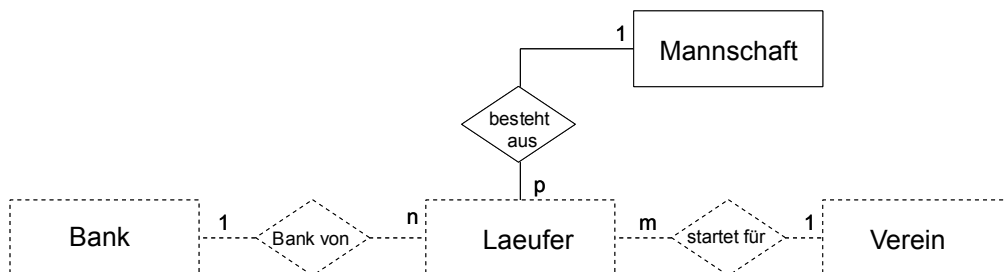 1
Mannschaft
besteht
aus
p
Bank
1
Bank von
n
Laeufer
m
startet für
1
Verein